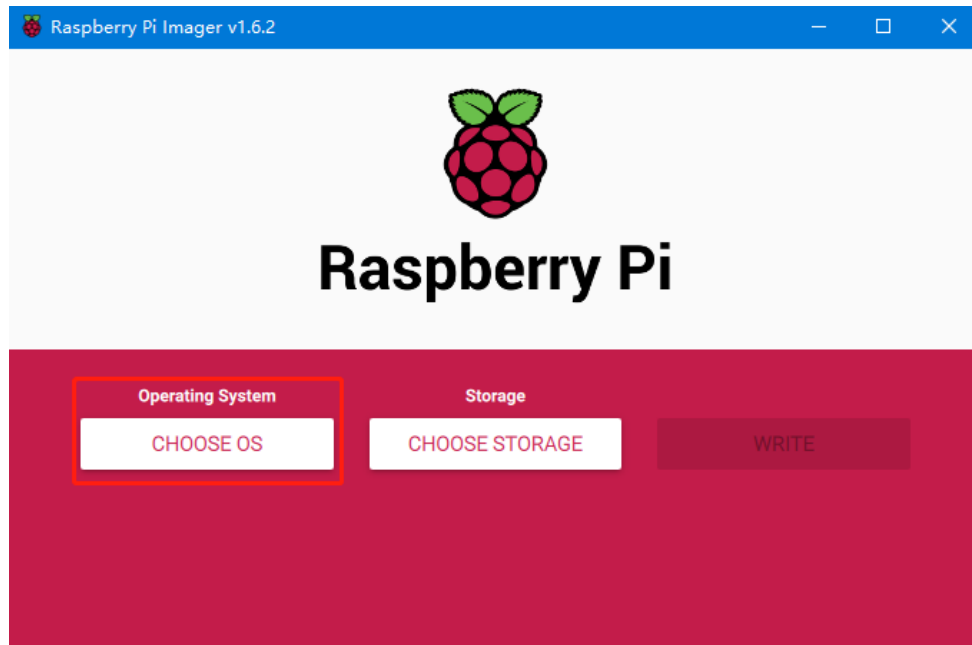 Raspberry Pi Imager v1.6.2
Raspberry Pi
Operating System
Storage
CHOOSE OS
CHOOSE STORAGE
WRITE